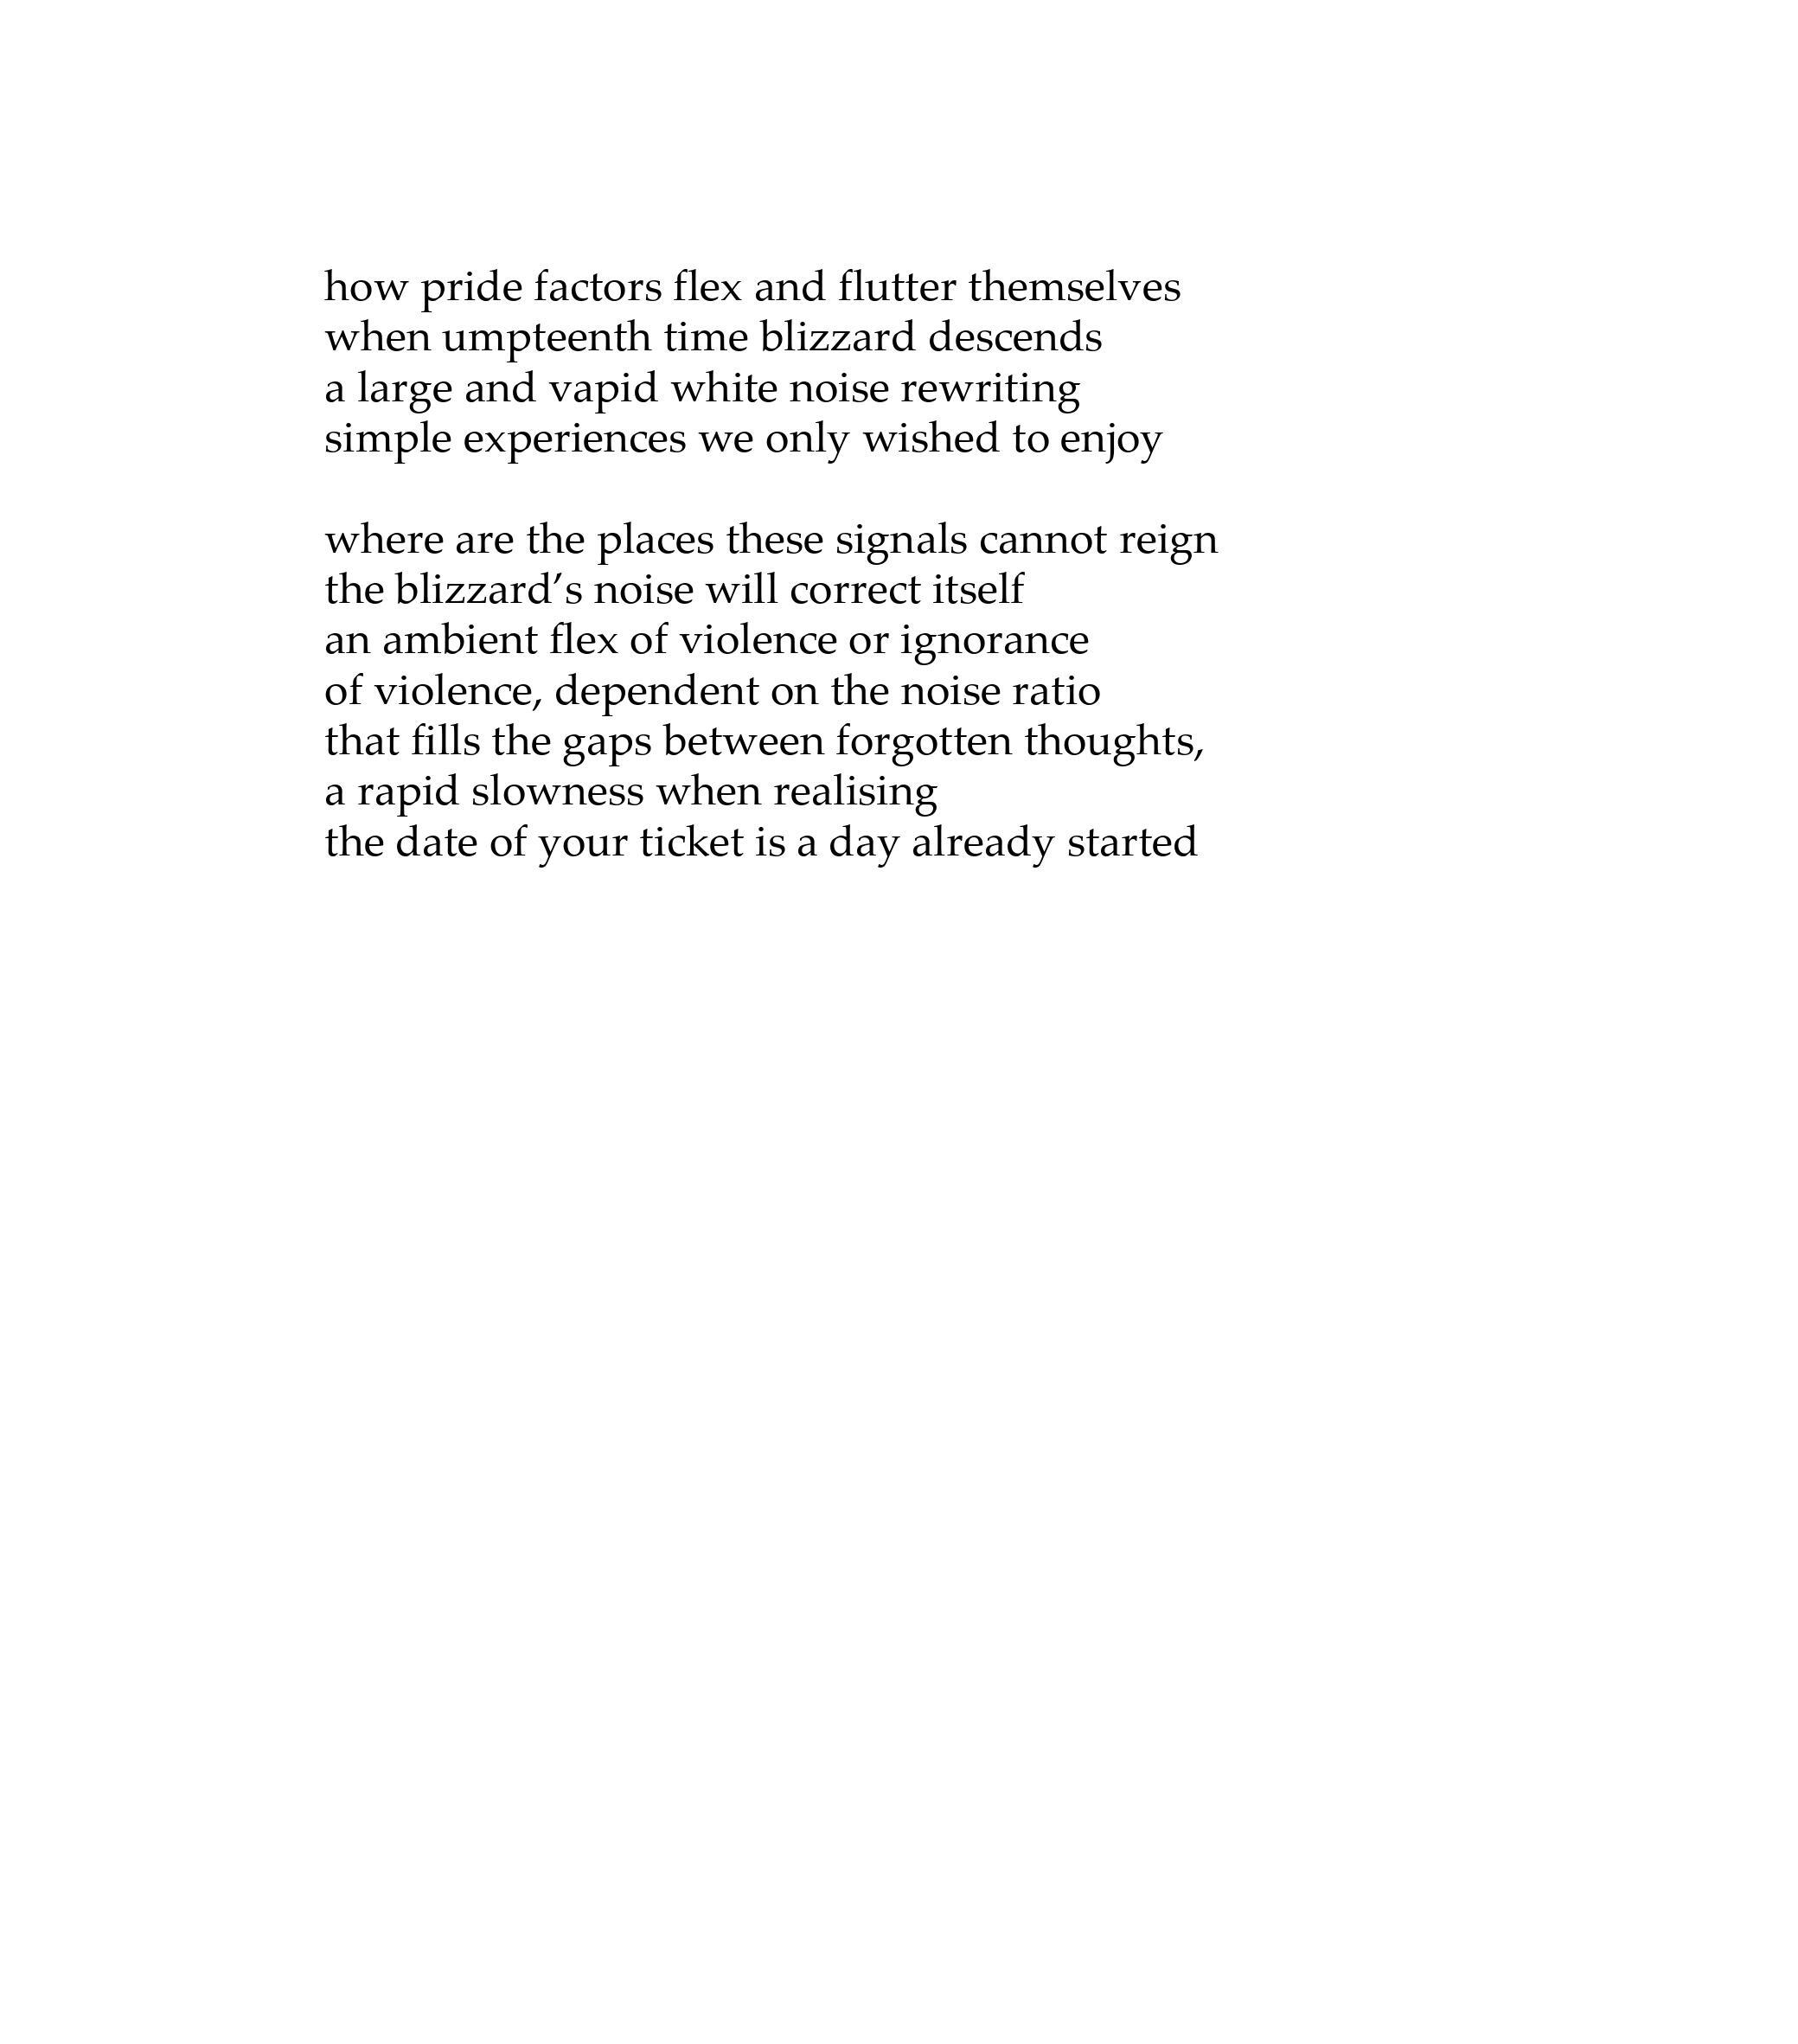 how pride factors flex and flutter themselves
when umpteenth time blizzard descends
a large and vapid white noise rewriting
simple experiences we only wished to enjoy

where are the places these signals cannot reign
the blizzard’s noise will correct itself
an ambient flex of violence or ignorance
of violence, dependent on the noise ratio
that fills the gaps between forgotten thoughts,
a rapid slowness when realising
the date of your ticket is a day already started